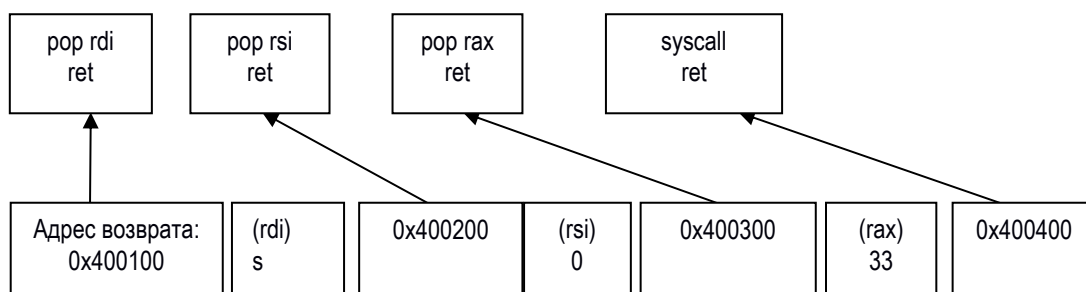 pop rdi
ret
pop rsi
ret
pop rax
ret
syscall
ret
Адрес возврата:
0x400100
(rdi)
s
0x400200
(rsi)
0
0x400300
(rax)
33
0x400400